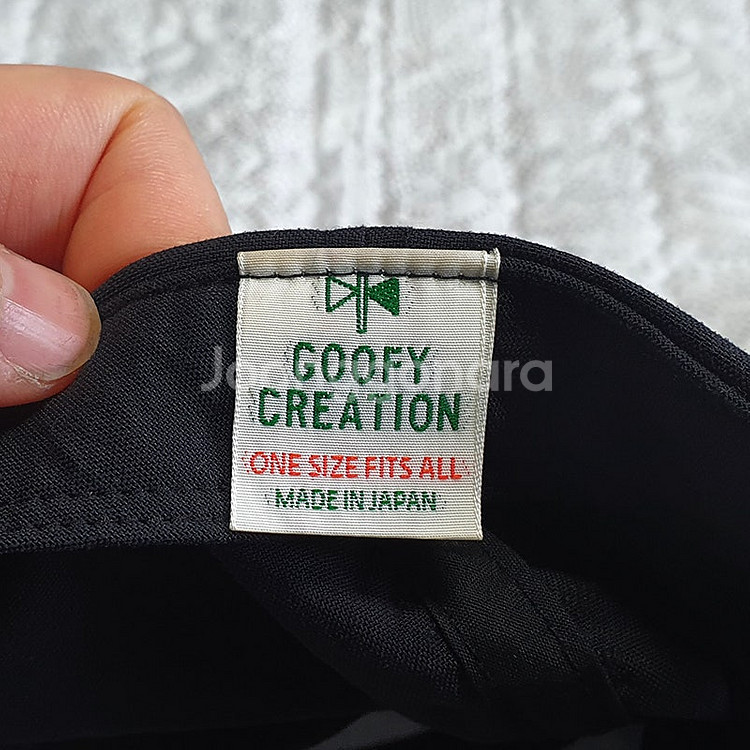 GOOFY
CREATION
ONE SIZE FITS ALL
MADE IN JAPAN